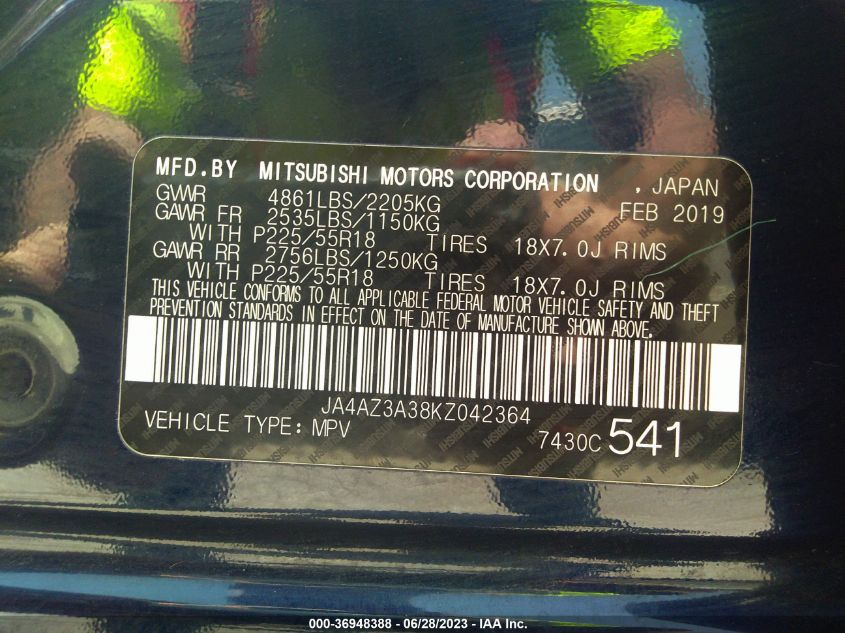 MFD.BY MITSUBISHI MOTORS CORPORATION , JAPAN
GVWR 4861LBS/2205KG FEB 2019
GAWR FR 2535LBS/1150KG
WITH P225/55R18 TIRES 18X7.0J RIMS
GAWR RR 2756LBS/1250KG
WITH P225/55R18 TIRES 18X7.0J RIMS
THIS VEHICLE CONFORMS TO ALL APPLICABLE FEDERAL MOTOR VEHICLE SAFETY AND THEFT
PREVENTION STANDARDS IN EFFECT ON THE DATE OF MANUFACTURE SHOWN ABOVE.
JA4AZ3A38KZ042364
VEHICLE TYPE: MPV 7430C 541
000-36948388 - 06/28/2023 - IAA Inc.